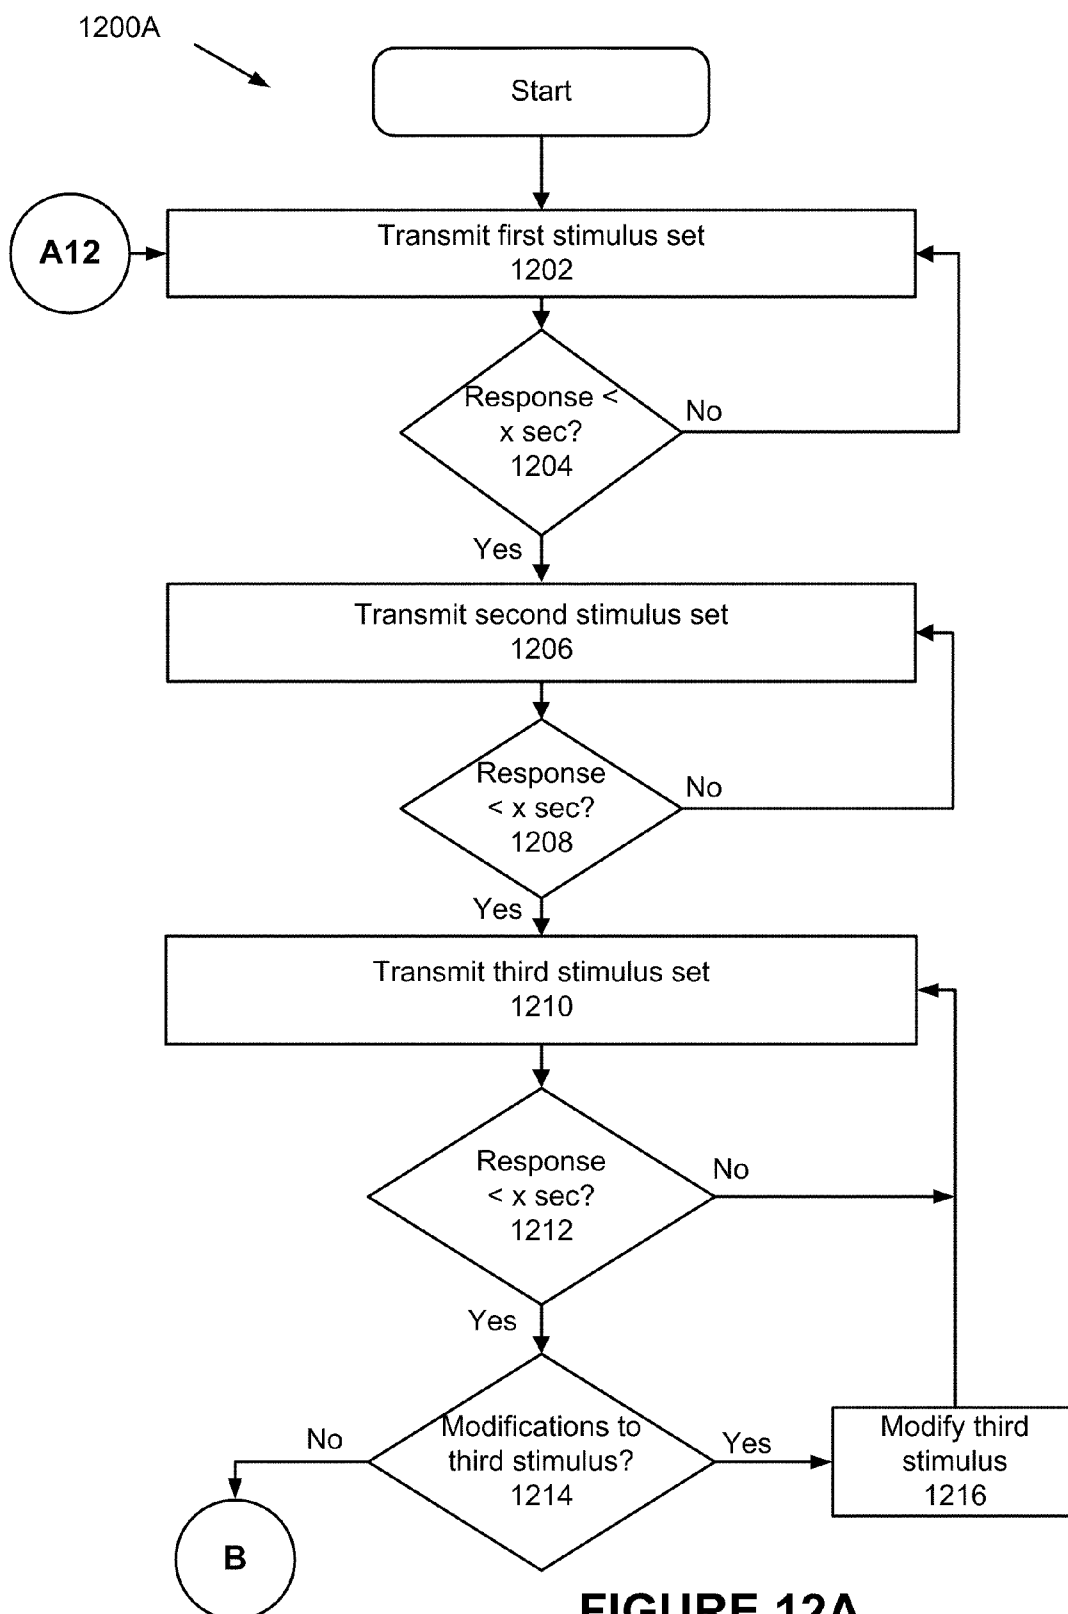 1200A
Start
A12
Transmit first stimulus set
1202
Response <
x sec?
1204
No
Yes
Transmit second stimulus set
1206
Response
< x sec?
1208
No
Yes
Transmit third stimulus set
1210
Response
< x sec?
1212
No
Yes
Modifications to
third stimulus?
1214
No
Yes
Modify third
stimulus
1216
B
FIGURE 12A